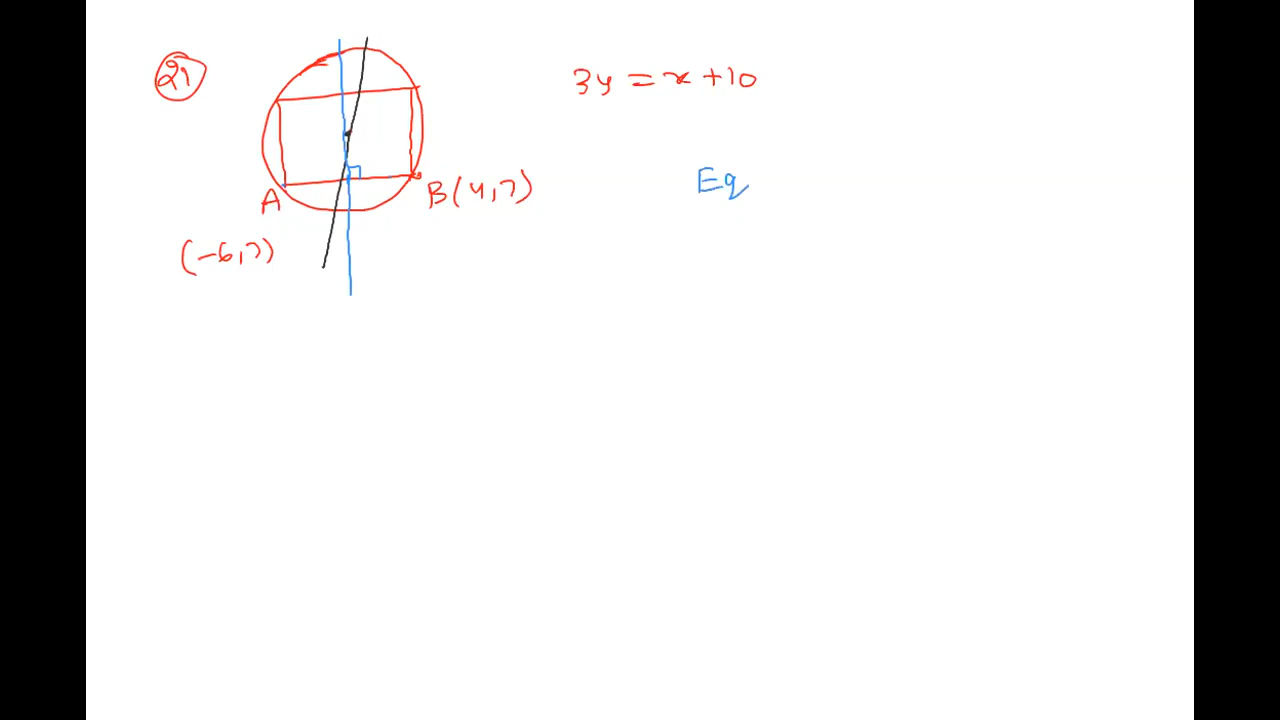 21
3y = x + 10
Eq
A
B(4,7)
(-6,7)